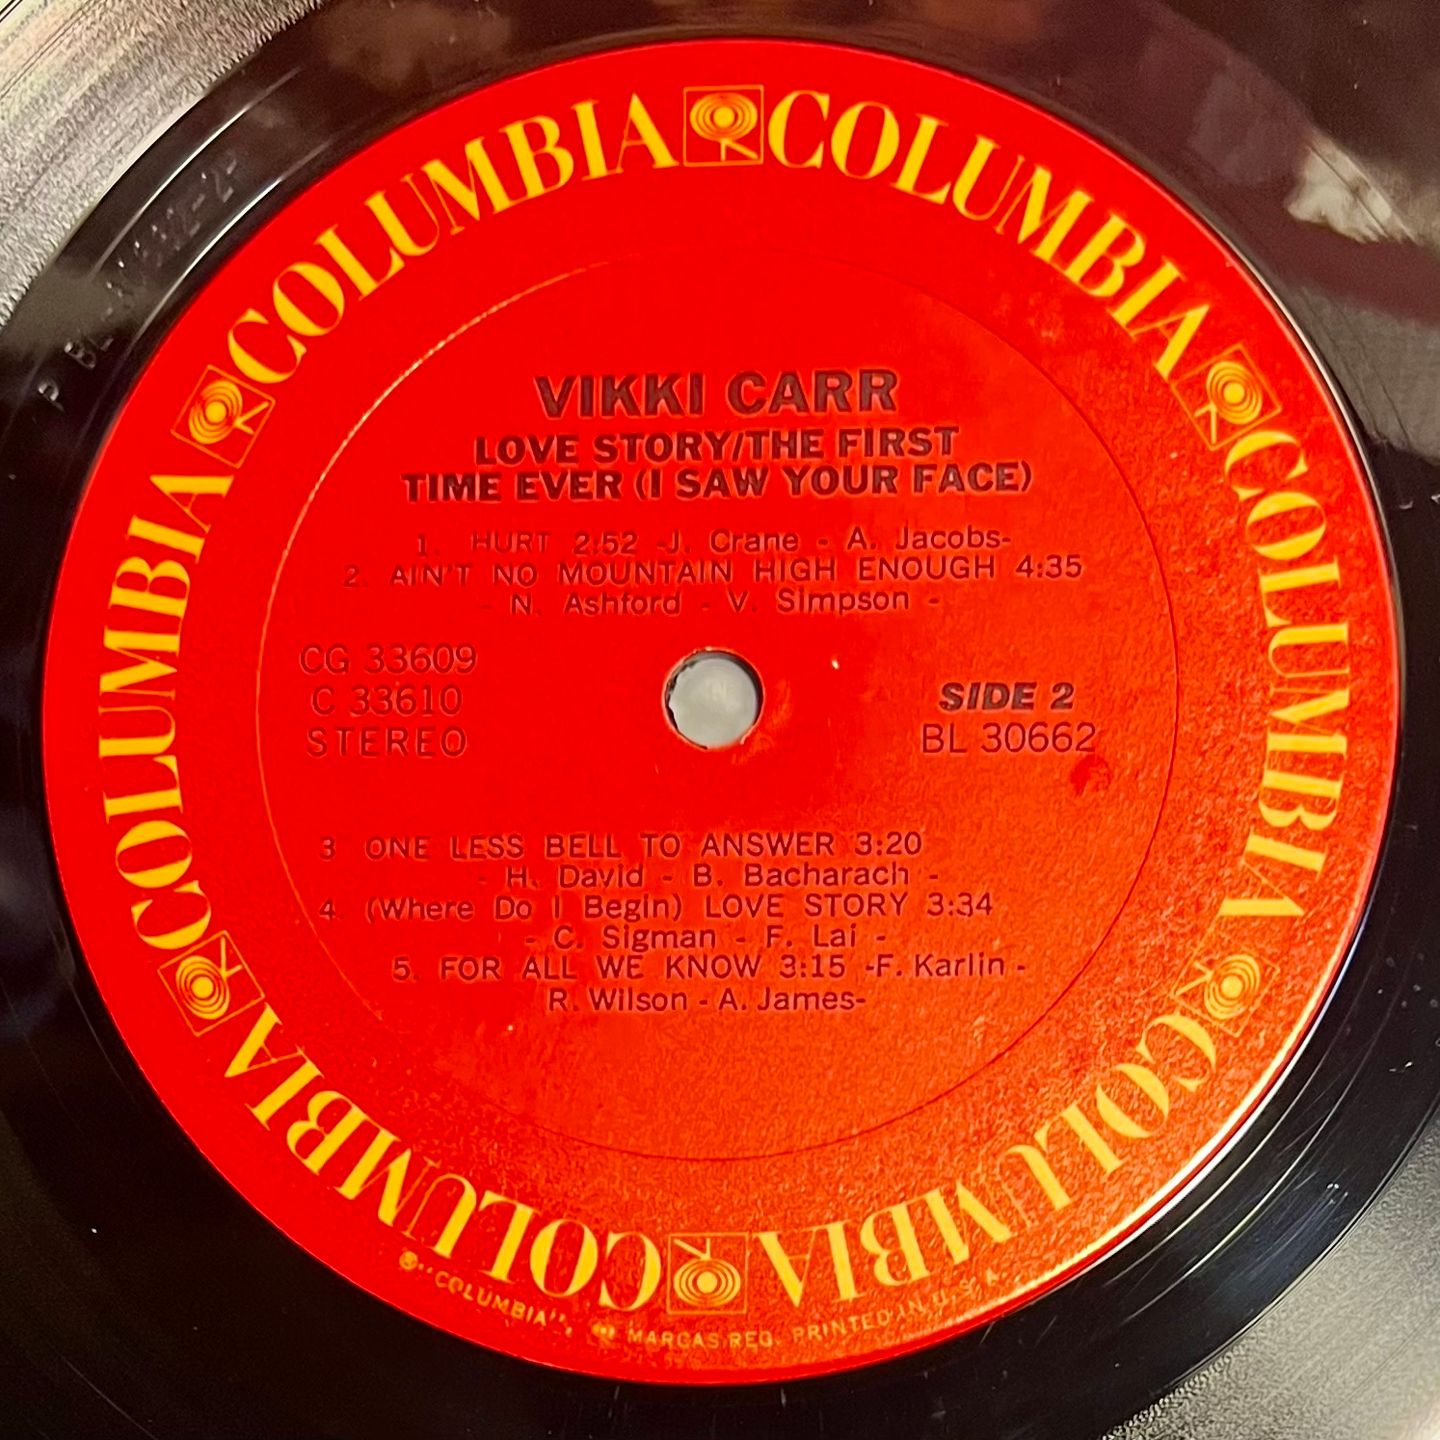 COLUMBIA COLUMBIA COLUMBIA COLUMBIA COLUMBIA COLUMBIA COLUMBIA COLUMBIA
VIKKI CARR
LOVE STORY/THE FIRST
TIME EVER (I SAW YOUR FACE)
1. HURT 2:52 -J. Crane - A. Jacobs-
2. AIN'T NO MOUNTAIN HIGH ENOUGH 4:35
- N. Ashford - V. Simpson -
CG 33609
C 33610
STEREO
SIDE 2
BL 30662
3 ONE LESS BELL TO ANSWER 3:20
- H. David - B. Bacharach -
4. (Where Do I Begin) LOVE STORY 3:34
- C. Sigman - F. Lai -
5. FOR ALL WE KNOW 3:15 -F. Karlin -
R. Wilson - A. James-
® "COLUMBIA", MARCAS REG. PRINTED IN U.S.A.